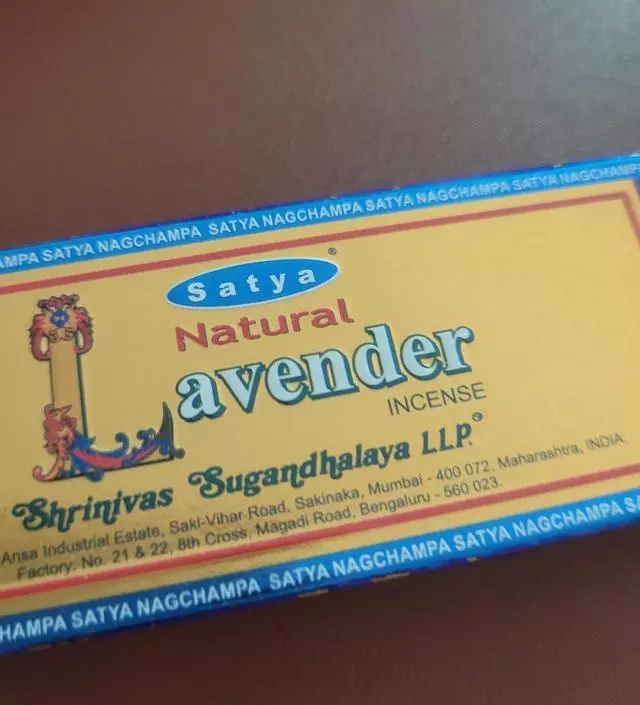 AMPA SATYA NAGCHAMPA SATYA NAGCHAMPA SATYA NAGCHAMPA SATYA NAGCHAMPA
Satya®
Natural
Lavender
INCENSE
Shrinivas Sugandhalaya LLP.
Ansa Industrial Estate, Saki-Vihar Road, Sakinaka, Mumbai - 400 072, Maharashtra, INDIA.
Factory: No. 21 & 22, 8th Cross, Magadi Road, Bengaluru - 560 023.
HAMPA SATYA NAGCHAMPA SATYA NAGCHAMPA SATYA NAGCHAMPA SATYA NAGCHAMPA SA